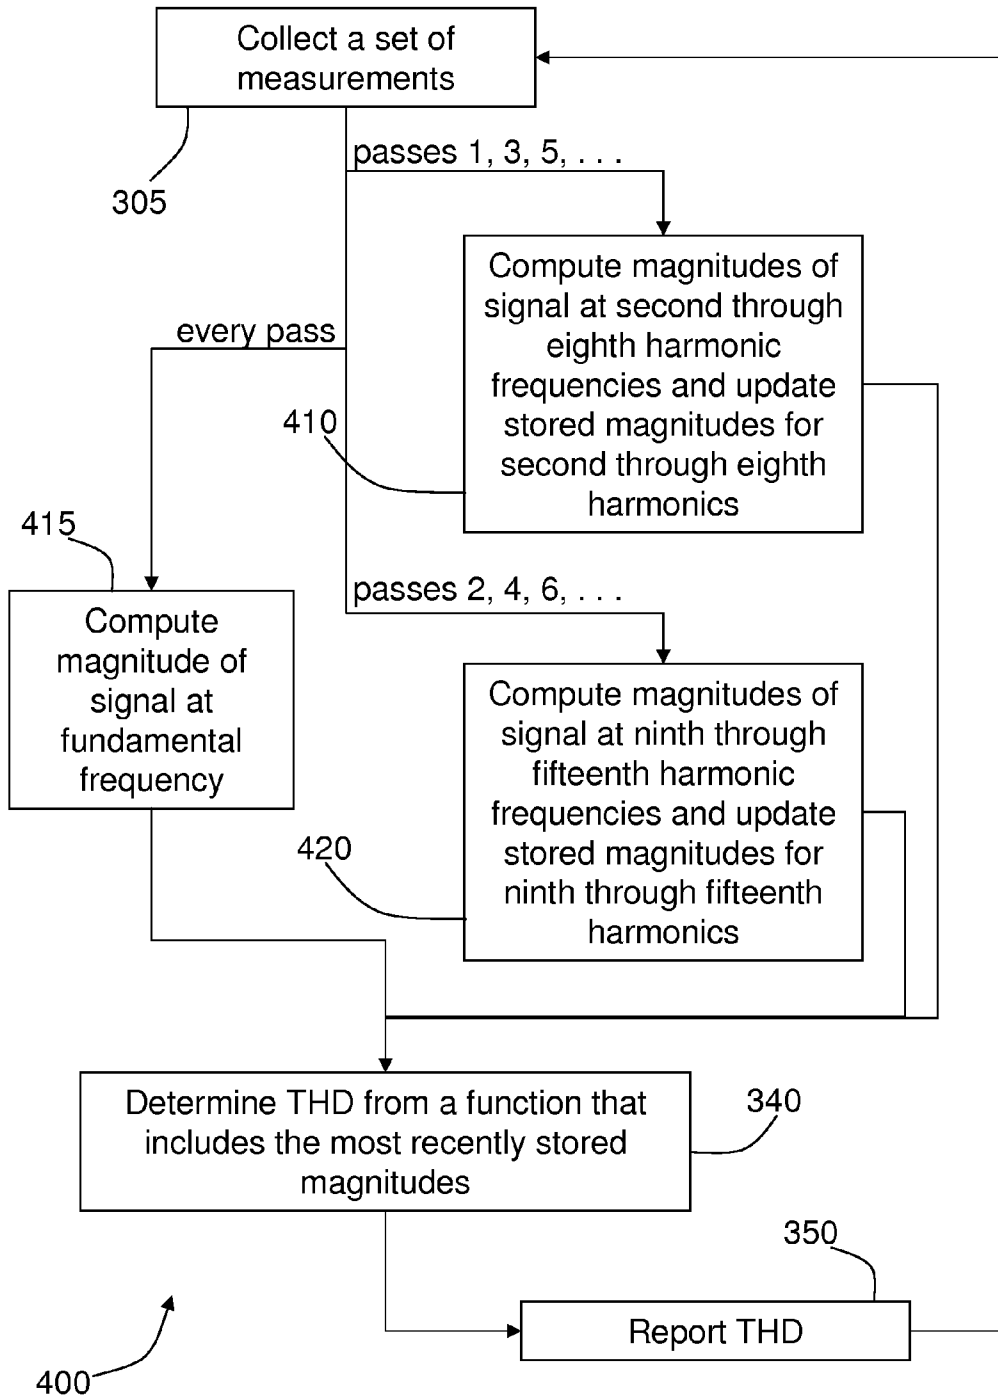 Collect a set of
measurements
305
passes 1, 3, 5, . . .
Compute magnitudes of
signal at second through
eighth harmonic
frequencies and update
stored magnitudes for
second through eighth
harmonics
every pass
410
415
Compute
magnitude of
signal at
fundamental
frequency
passes 2, 4, 6, . . .
Compute magnitudes of
signal at ninth through
fifteenth harmonic
frequencies and update
stored magnitudes for
ninth through fifteenth
harmonics
420
Determine THD from a function that
includes the most recently stored
magnitudes
340
350
Report THD
400